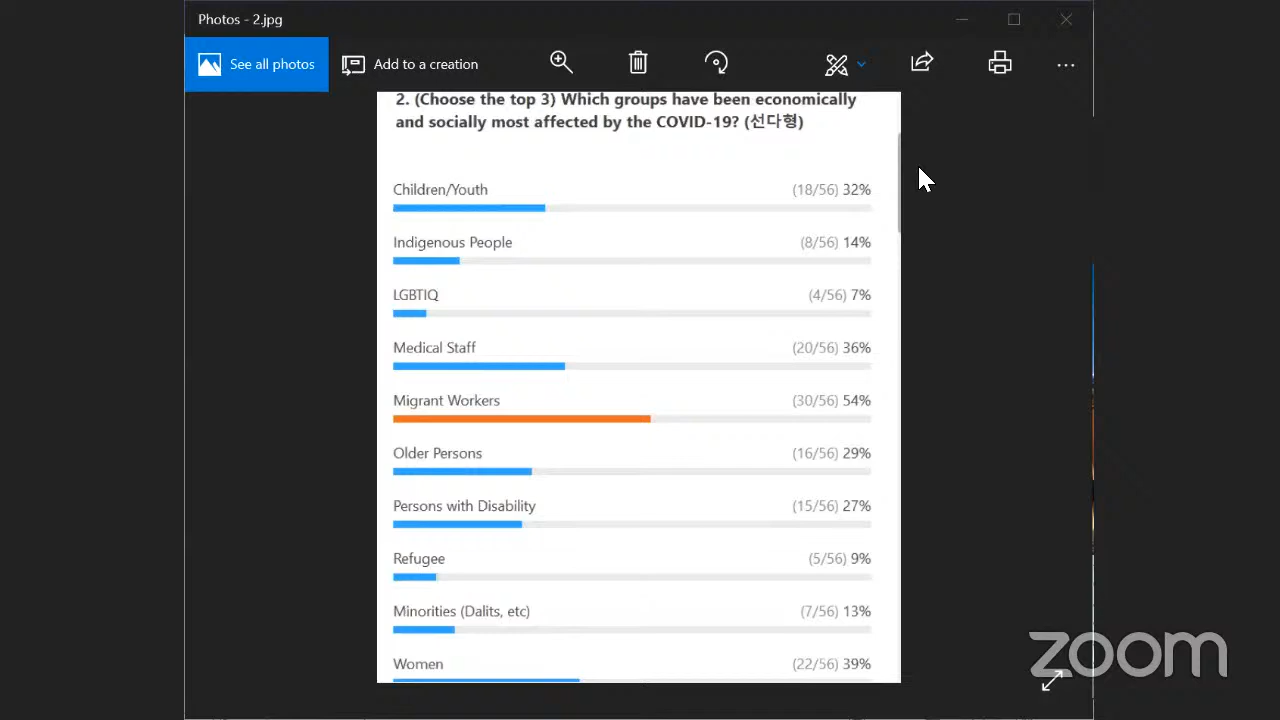 Photos - 2.jpg
See all photos
Add to a creation
2. (Choose the top 3) Which groups have been economically
and socially most affected by the COVID-19? (선다형)
Children/Youth (18/56) 32%
Indigenous People (8/56) 14%
LGBTIQ (4/56) 7%
Medical Staff (20/56) 36%
Migrant Workers (30/56) 54%
Older Persons (16/56) 29%
Persons with Disability (15/56) 27%
Refugee (5/56) 9%
Minorities (Dalits, etc) (7/56) 13%
Women (22/56) 39%
zoom